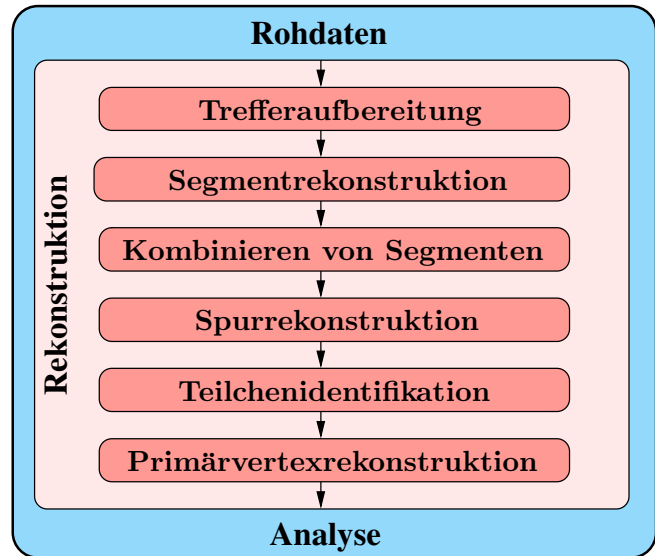 Rohdaten
Rekonstruktion
Trefferaufbereitung
Segmentrekonstruktion
Kombinieren von Segmenten
Spurrekonstruktion
Teilchenidentifikation
Primärvertexrekonstruktion
Analyse